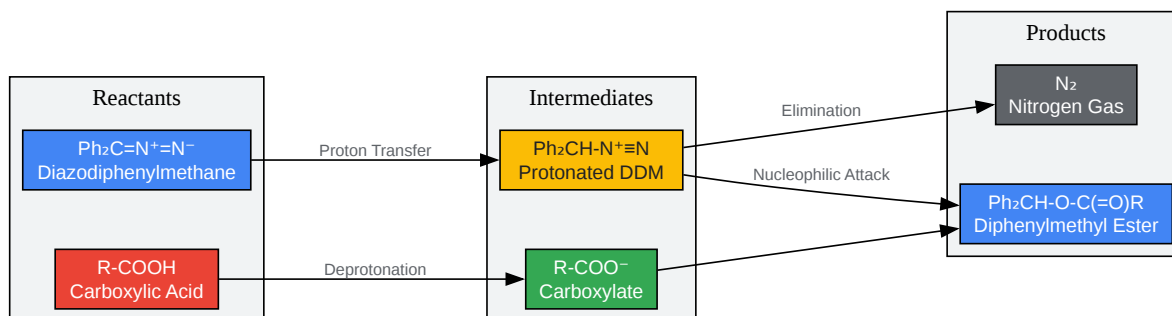 Products
Reactants
Intermediates
N₂
Nitrogen Gas
Elimination
Ph₂C=N⁺=N⁻
Diazodiphenylmethane
Proton Transfer
Ph₂CH-N⁺≡N
Protonated DDM
Nucleophilic Attack
Ph₂CH-O-C(=O)R
Diphenylmethyl Ester
R-COOH
Carboxylic Acid
Deprotonation
R-COO⁻
Carboxylate